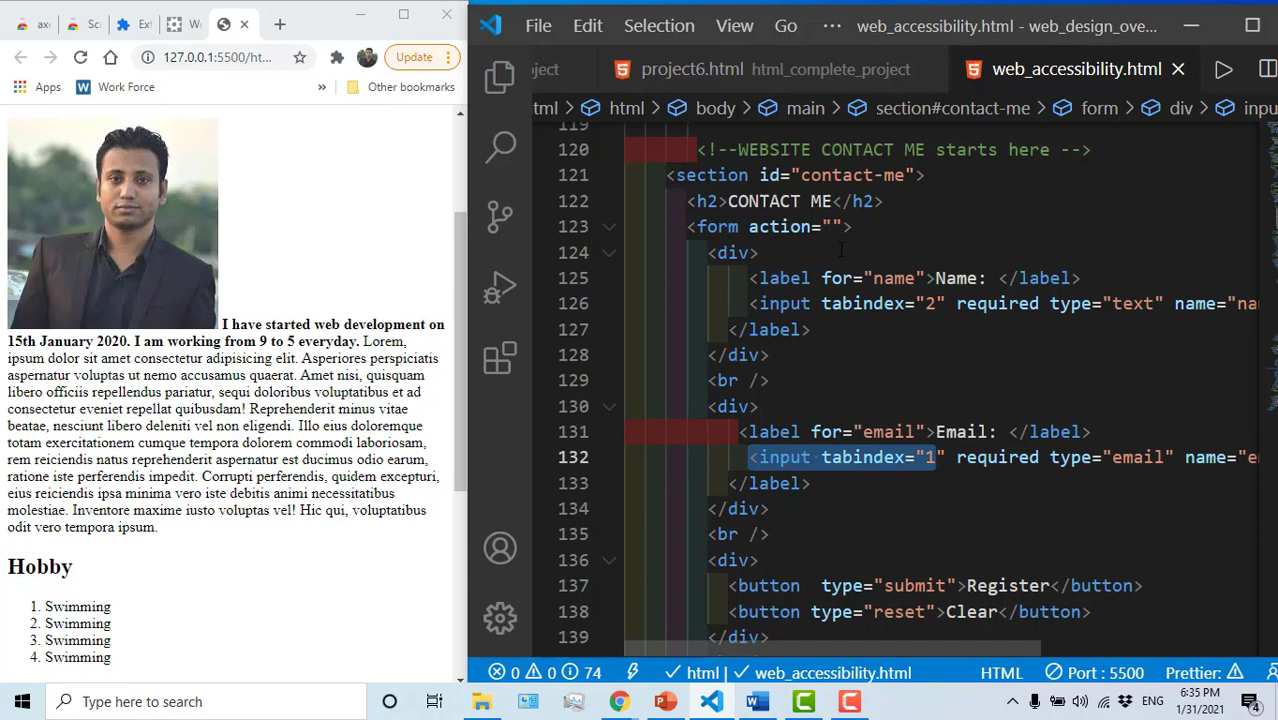 axe
Sc
Ex
W
127.0.0.1:5500/ht...
Update
Apps
Work Force
»
Other bookmarks
I have started web development on
15th January 2020. I am working from 9 to 5 everyday. Lorem,
ipsum dolor sit amet consectetur adipisicing elit. Asperiores perspiciatis
aspernatur voluptas ut nemo accusamus quaerat. Amet nisi, quisquam
libero officiis repellendus pariatur, sequi doloribus voluptatibus et ad
consectetur eveniet repellat quibusdam! Reprehenderit minus vitae
beatae, nesciunt libero deleniti vel non eligendi. Illo eius doloremque
totam exercitationem cumque tempora dolorem commodi laboriosam,
rem reiciendis natus reprehenderit aspernatur ex ducimus odio earum,
ratione iste perferendis impedit. Corrupti perferendis, quidem excepturi,
eius reiciendis ipsa minima vero iste debitis animi necessitatibus
molestiae. Inventore maxime iusto voluptas vel! Hic qui, voluptatibus
odit vero tempora ipsum.
Hobby
1. Swimming
2. Swimming
3. Swimming
4. Swimming
File Edit Selection View Go ··· web_accessibility.html - web_design_ove...
oject project6.html html_complete_project web_accessibility.html
tml > html > body > main > section#contact-me > form > div > inpu
119
120 <!--WEBSITE CONTACT ME starts here -->
121 <section id="contact-me">
122 <h2>CONTACT ME</h2>
123 <form action="">
124 <div>
125 <label for="name">Name: </label>
126 <input tabindex="2" required type="text" name="na
127 </label>
128 </div>
129 <br />
130 <div>
131 <label for="email">Email: </label>
132 <input tabindex="1" required type="email" name="e
133 </label>
134 </div>
135 <br />
136 <div>
137 <button  type="submit">Register</button>
138 <button type="reset">Clear</button>
139 </div>
0 0 74 html web_accessibility.html HTML Port : 5500 Prettier:
Type here to search
ENG
6:35 PM
1/31/2021
4